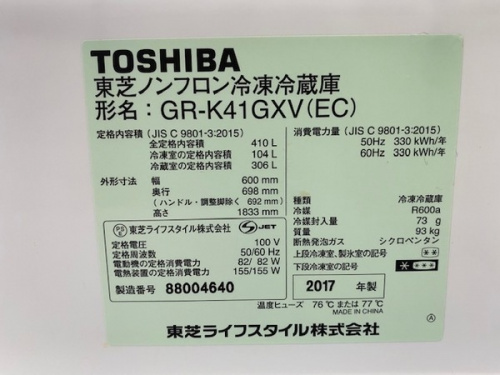 TOSHIBA
東芝ノンフロン冷凍冷蔵庫
形名：GR-K41GXV(EC)
定格内容積 (JIS C 9801-3:2015)
全定格内容積 410 L
冷凍室の定格内容積 104 L
冷蔵室の定格内容積 306 L
外形寸法 幅 600 mm
奥行 698 mm
(ハンドル・調整脚除く 692 mm)
高さ 1833 mm
PSE 東芝ライフスタイル株式会社 JET
定格電圧 100 V
定格周波数 50/60 Hz
電動機の定格消費電力 82/ 82 W
電熱装置の定格消費電力 155/155 W
製造番号 88004640
消費電力量 (JIS C 9801-3:2015)
50Hz 330 kWh/年
60Hz 330 kWh/年
種類 冷凍冷蔵庫
冷媒 R600a
冷媒封入量 73 g
質量 93 kg
断熱発泡ガス シクロペンタン
上段冷凍室、製氷室の記号
下段冷凍室の記号
2017 年製
温度ヒューズ 76℃ または 77℃
MADE IN CHINA
東芝ライフスタイル株式会社
Ⓐ